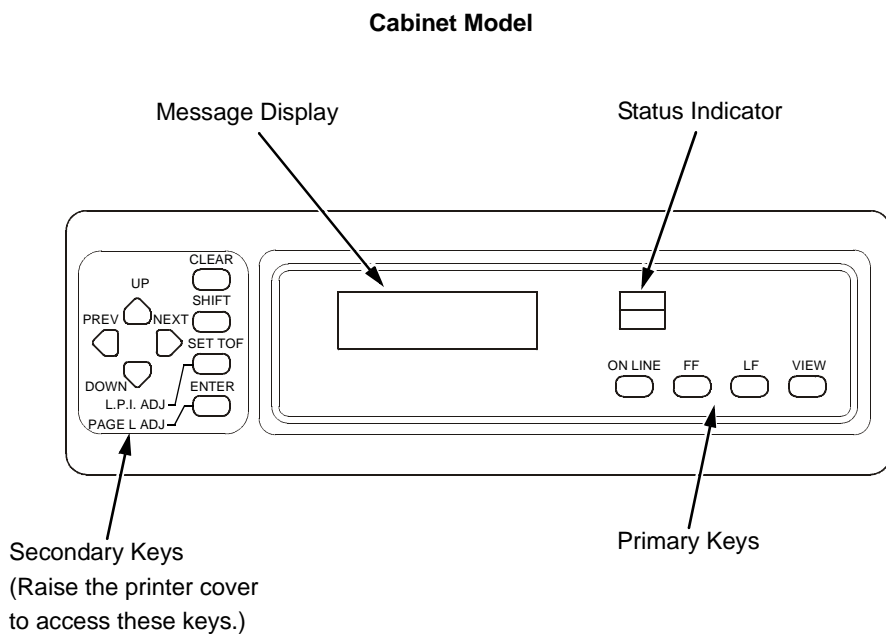 Cabinet Model
Message Display
Status Indicator
CLEAR
UP
SHIFT
PREV
NEXT
SET TOF
DOWN
ENTER
L.P.I. ADJ
PAGE L ADJ
ON LINE
FF
LF
VIEW
Secondary Keys
(Raise the printer cover
to access these keys.)
Primary Keys